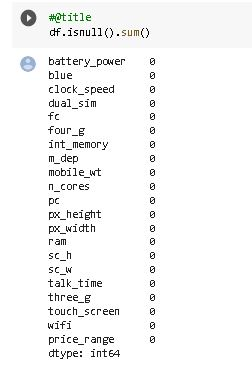 #@title
df.isnull().sum()
battery_power 0
blue 0
clock_speed 0
dual_sim 0
fc 0
four_g 0
int_memory 0
m_dep 0
mobile_wt 0
n_cores 0
pc 0
px_height 0
px_width 0
ram 0
sc_h 0
sc_w 0
talk_time 0
three_g 0
touch_screen 0
wifi 0
price_range 0
dtype: int64